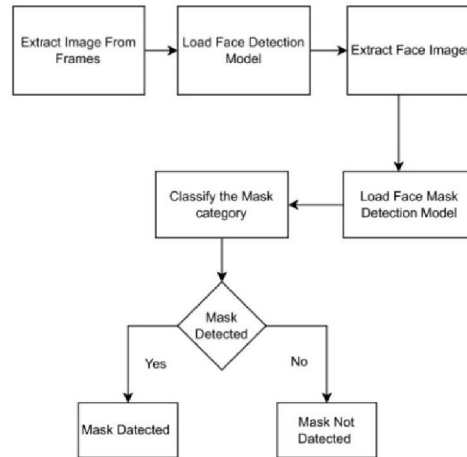 Extract Image From
Frames
Load Face Detection
Model
Extract Face Images
Classify the Mask
category
Load Face Mask
Detection Model
Mask
Detected
Yes
No
Mask Datected
Mask Not
Datected